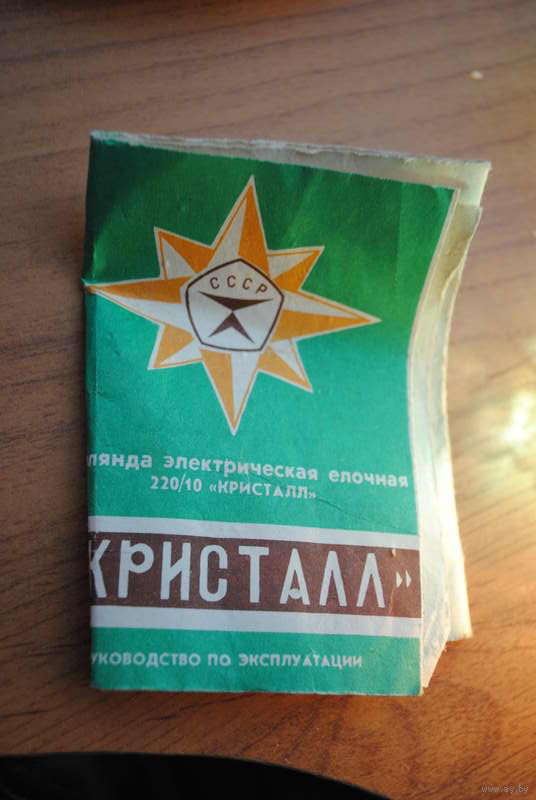 СССР
лянда электрическая елочная
220/10 «КРИСТАЛЛ»
КРИСТАЛЛ»
УКОВОДСТВО ПО ЭКСПЛУАТАЦИИ
www.ay.by